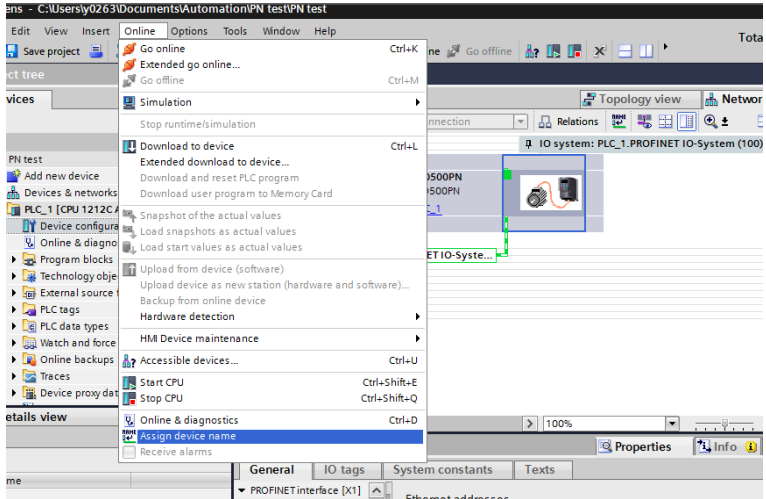 ens - C:\Users\y0263\Documents\Automation\PN test\PN test
Edit View Insert Online Options Tools Window Help
Save project
Go offline
Tota
ect tree
vices
PN test
Add new device
Devices & networks
PLC_1 [CPU 1212C A
Device configura
Online & diagno
Program blocks
Technology obje
External source f
PLC tags
PLC data types
Watch and force
Online backups
Traces
Device proxy dat
etails view
me
Go online Ctrl+K
Extended go online...
Go offline Ctrl+M
Simulation
Stop runtime/simulation
Download to device Ctrl+L
Extended download to device...
Download and reset PLC program
Download user program to Memory Card
Snapshot of the actual values
Load snapshots as actual values
Load start values as actual values
Upload from device (software)
Upload device as new station (hardware and software)...
Backup from online device
Hardware detection
HMI Device maintenance
Accessible devices... Ctrl+U
Start CPU Ctrl+Shift+E
Stop CPU Ctrl+Shift+Q
Online & diagnostics Ctrl+D
Assign device name
Receive alarms
Topology view Networ
nnection Relations
IO system: PLC_1.PROFINET IO-System (100)
0500PN
500PN
C_1
ET IO-Syste...
100%
Properties Info
General IO tags System constants Texts
PROFINET interface [X1]
Ethernet addresses